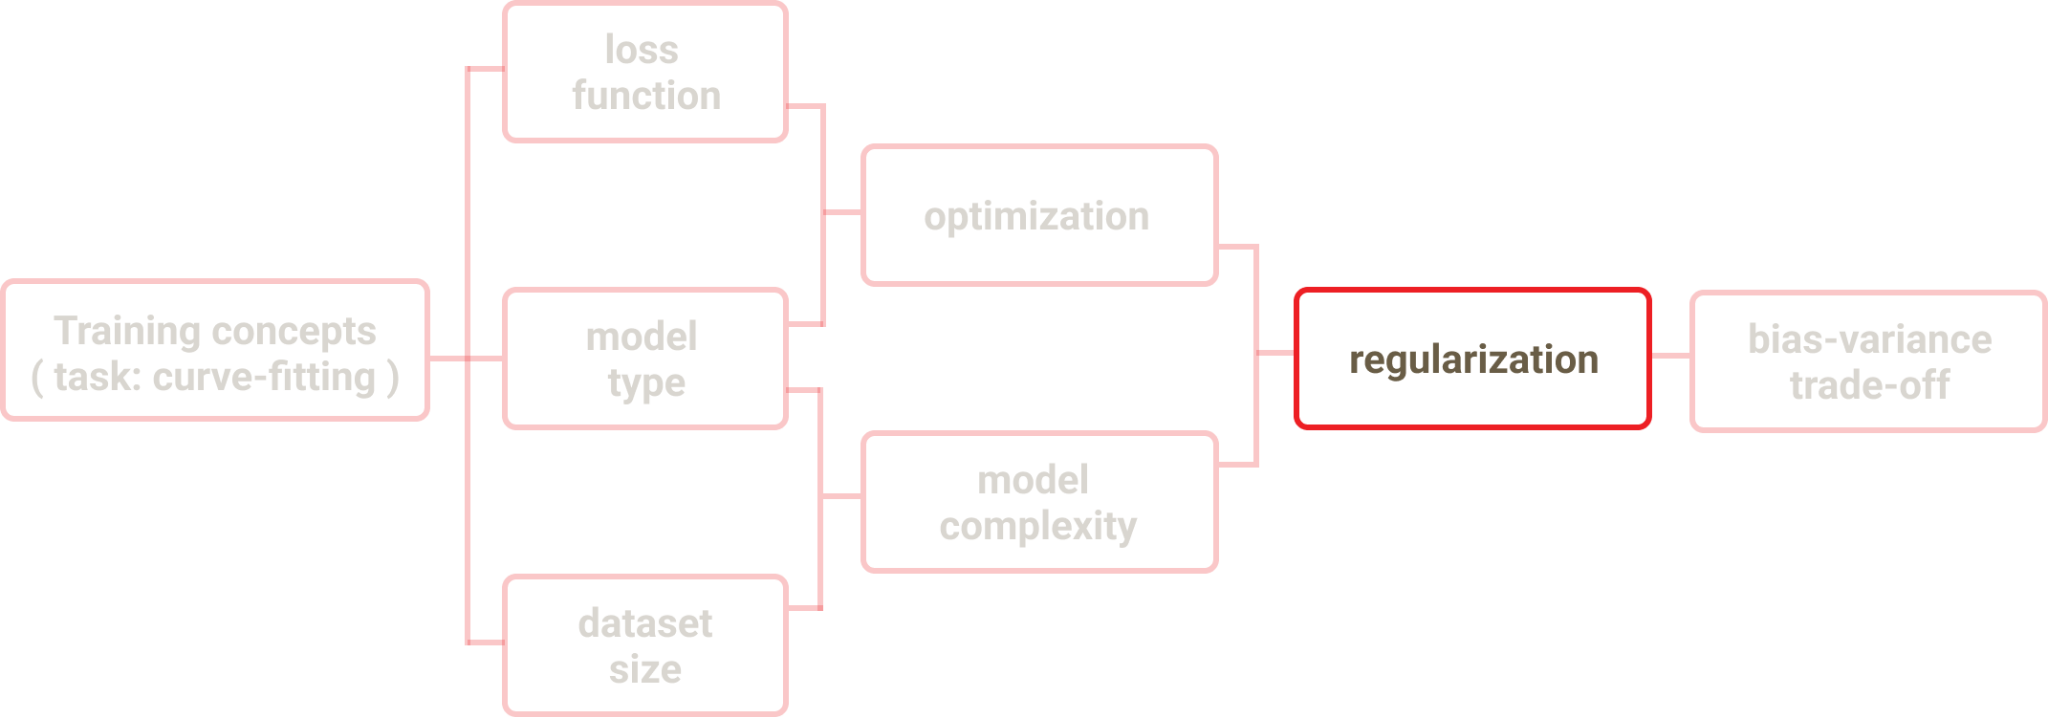 loss
function
optimization
Training concepts
( task: curve-fitting )
model
type
regularization
bias-variance
trade-off
model
complexity
dataset
size